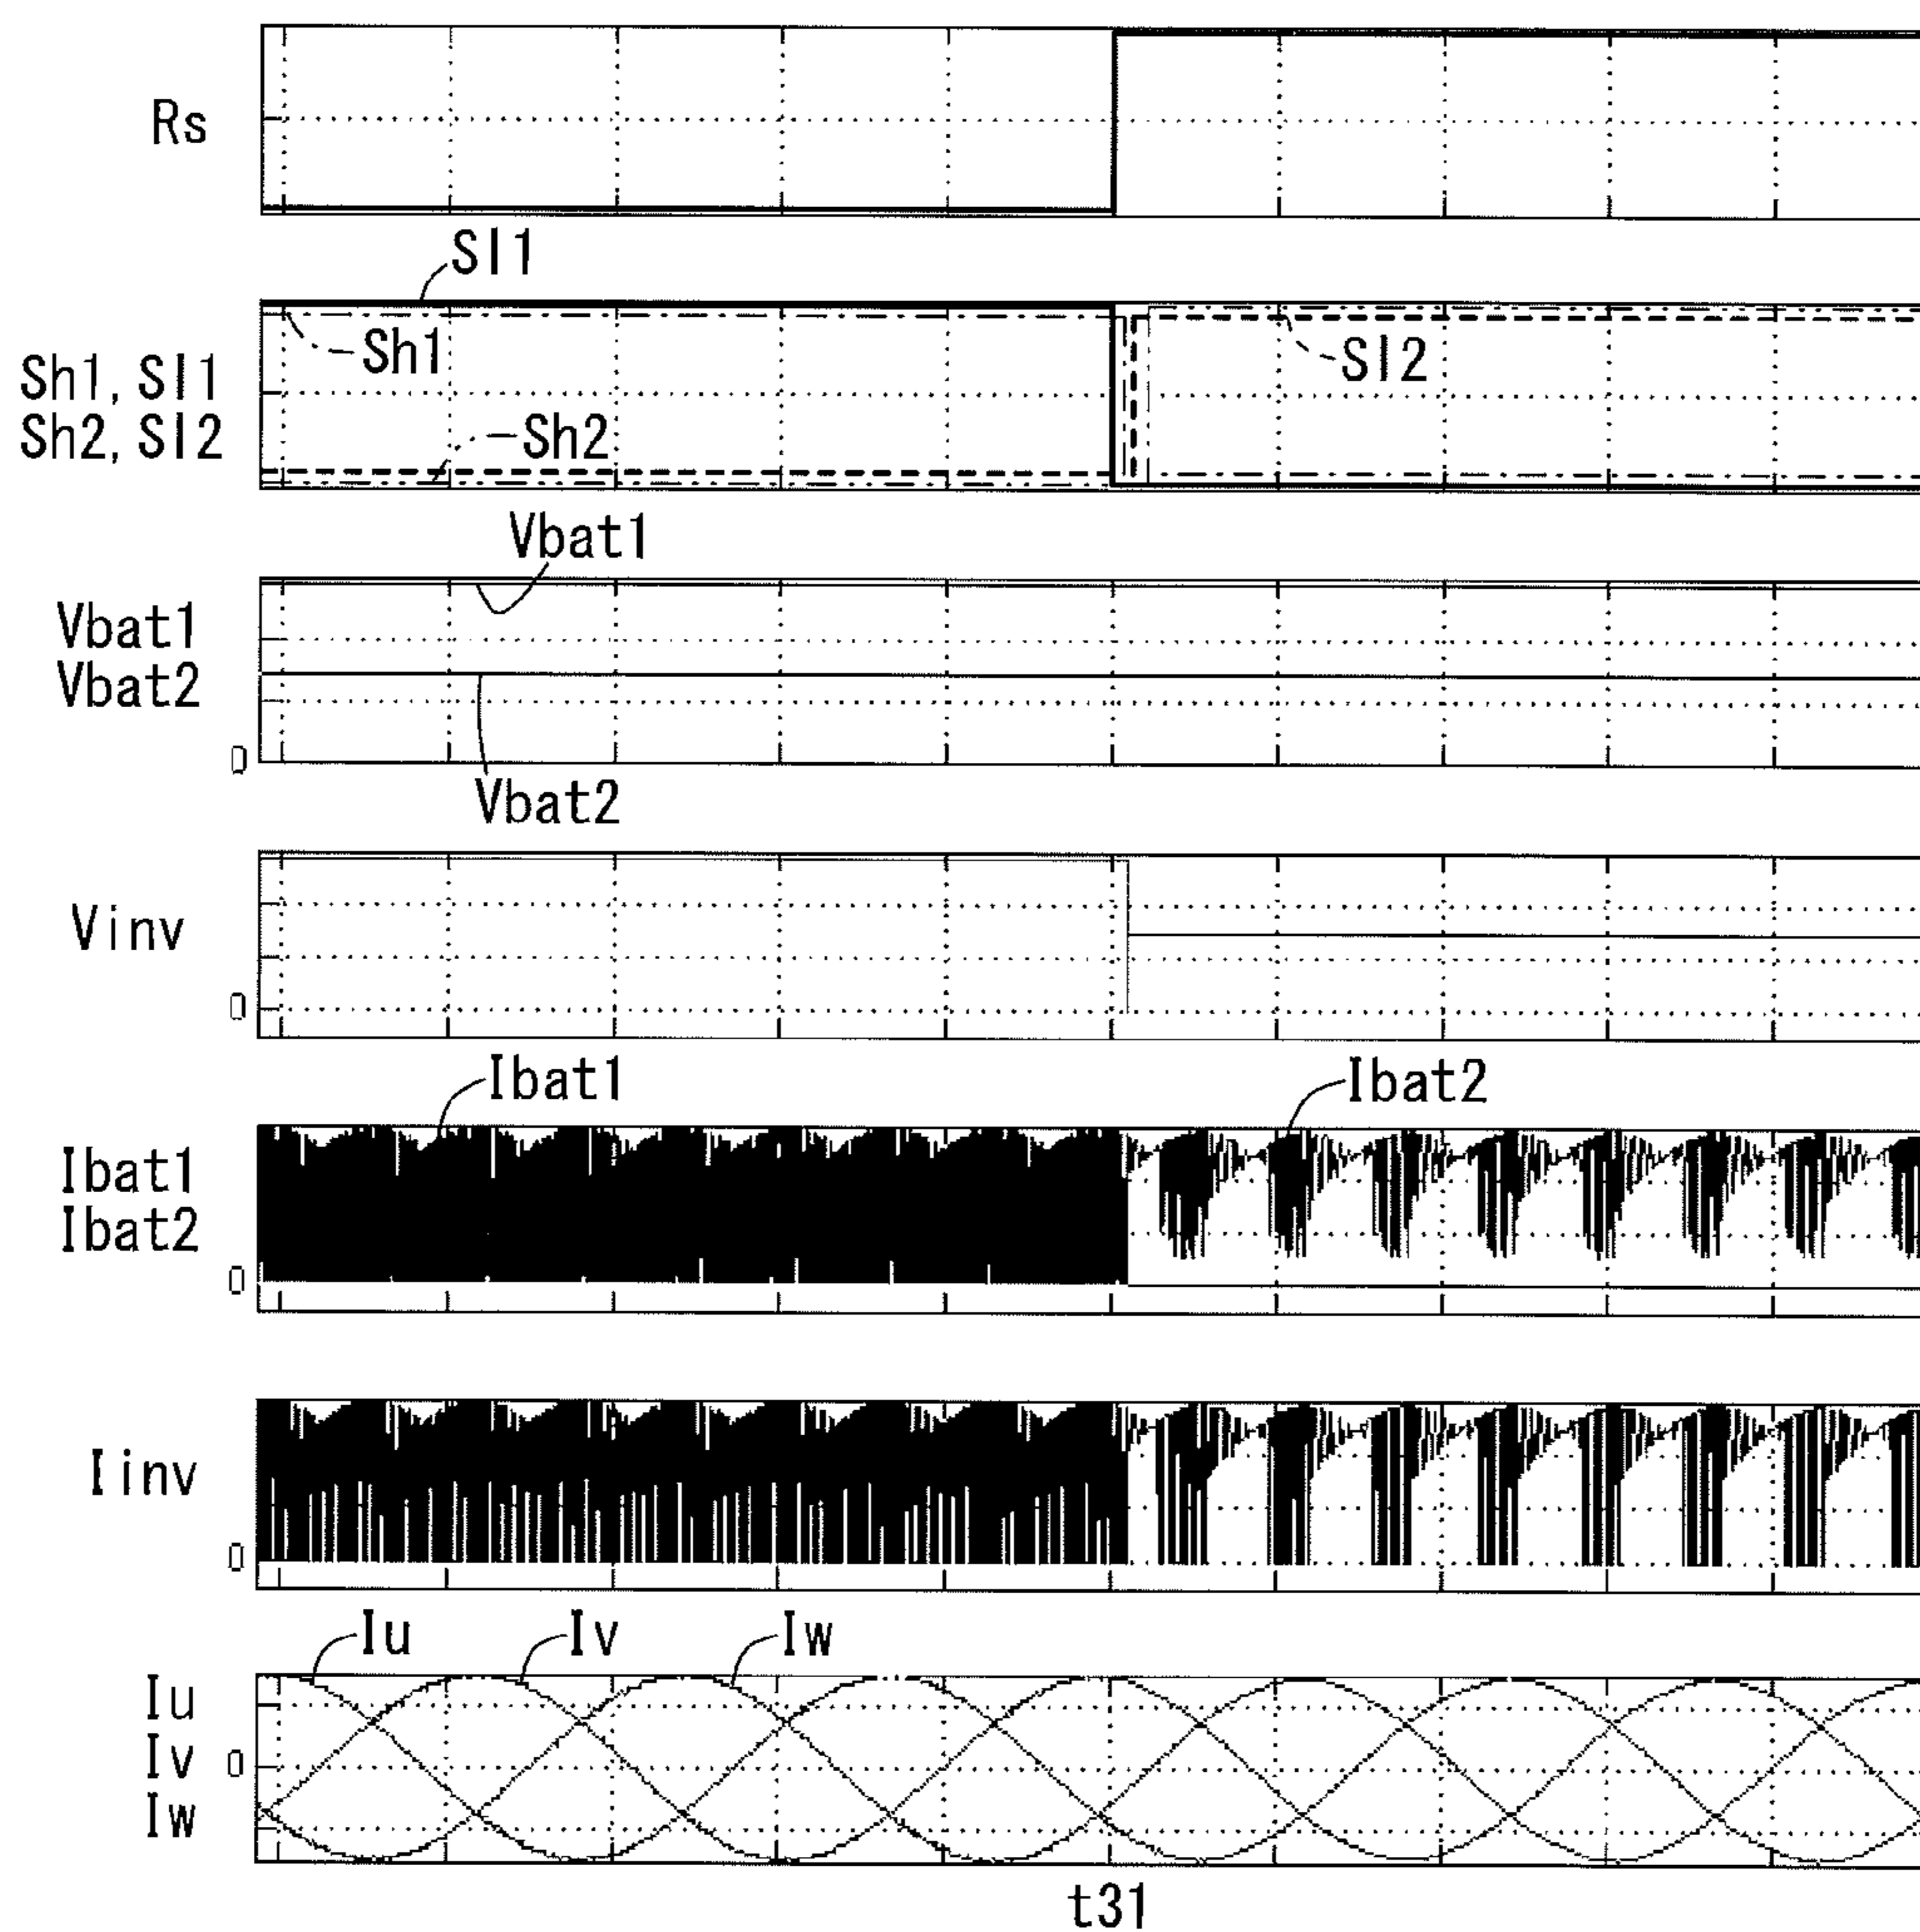 Rs
Sl1
Sh1
Sl2
Sh1, Sl1
Sh2, Sl2
Sh2
Vbat1
Vbat1
Vbat2
0
Vbat2
Vinv
0
Ibat1
Ibat2
Ibat1
Ibat2
0
Iinv
0
Iu
Iv
Iw
Iu
Iv
0
Iw
t31